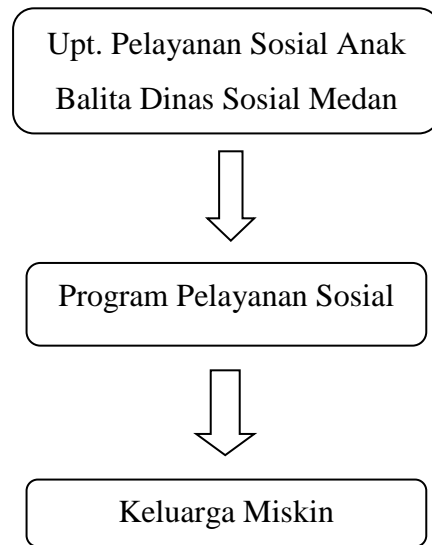 Upt. Pelayanan Sosial Anak
Balita Dinas Sosial Medan
Program Pelayanan Sosial
Keluarga Miskin